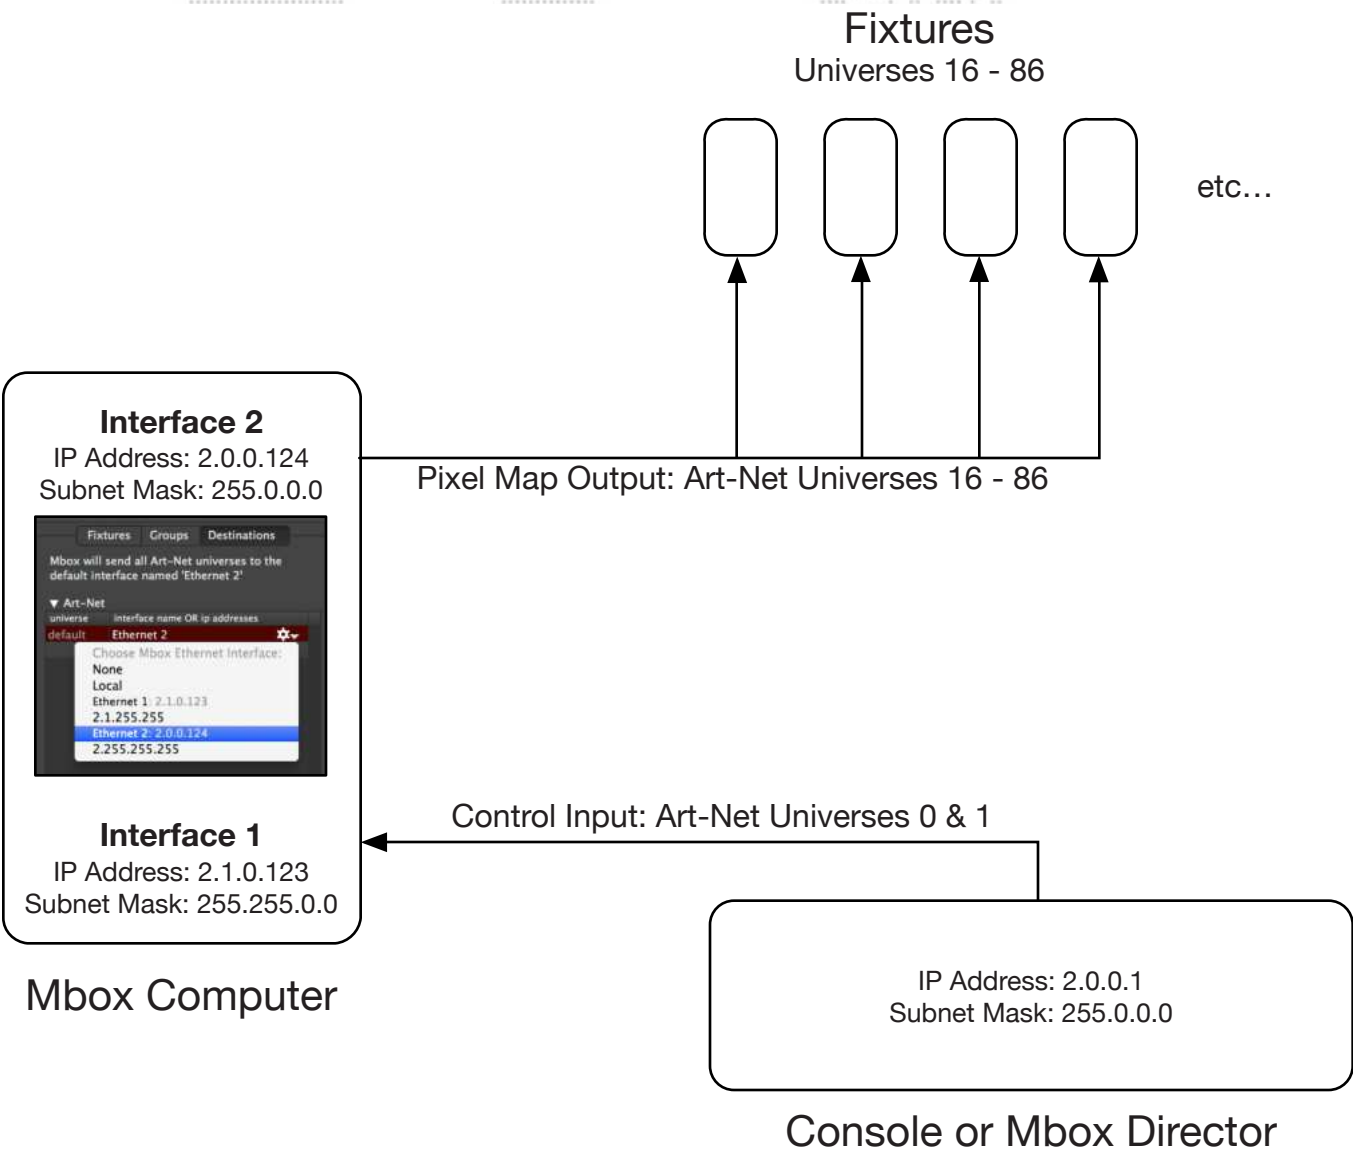 Fixtures
Universes 16 - 86
etc…
Interface 2
IP Address: 2.0.0.124
Subnet Mask: 255.0.0.0
Pixel Map Output: Art-Net Universes 16 - 86
Fixtures Groups Destinations
Mbox will send all Art-Net universes to the
default interface named 'Ethernet 2'
▼ Art-Net
universe interface name OR ip addresses
default Ethernet 2
Choose Mbox Ethernet Interface:
None
Local
Ethernet 1: 2.1.0.123
2.1.255.255
Ethernet 2: 2.0.0.124
2.255.255.255
Control Input: Art-Net Universes 0 & 1
Interface 1
IP Address: 2.1.0.123
Subnet Mask: 255.255.0.0
Mbox Computer
IP Address: 2.0.0.1
Subnet Mask: 255.0.0.0
Console or Mbox Director